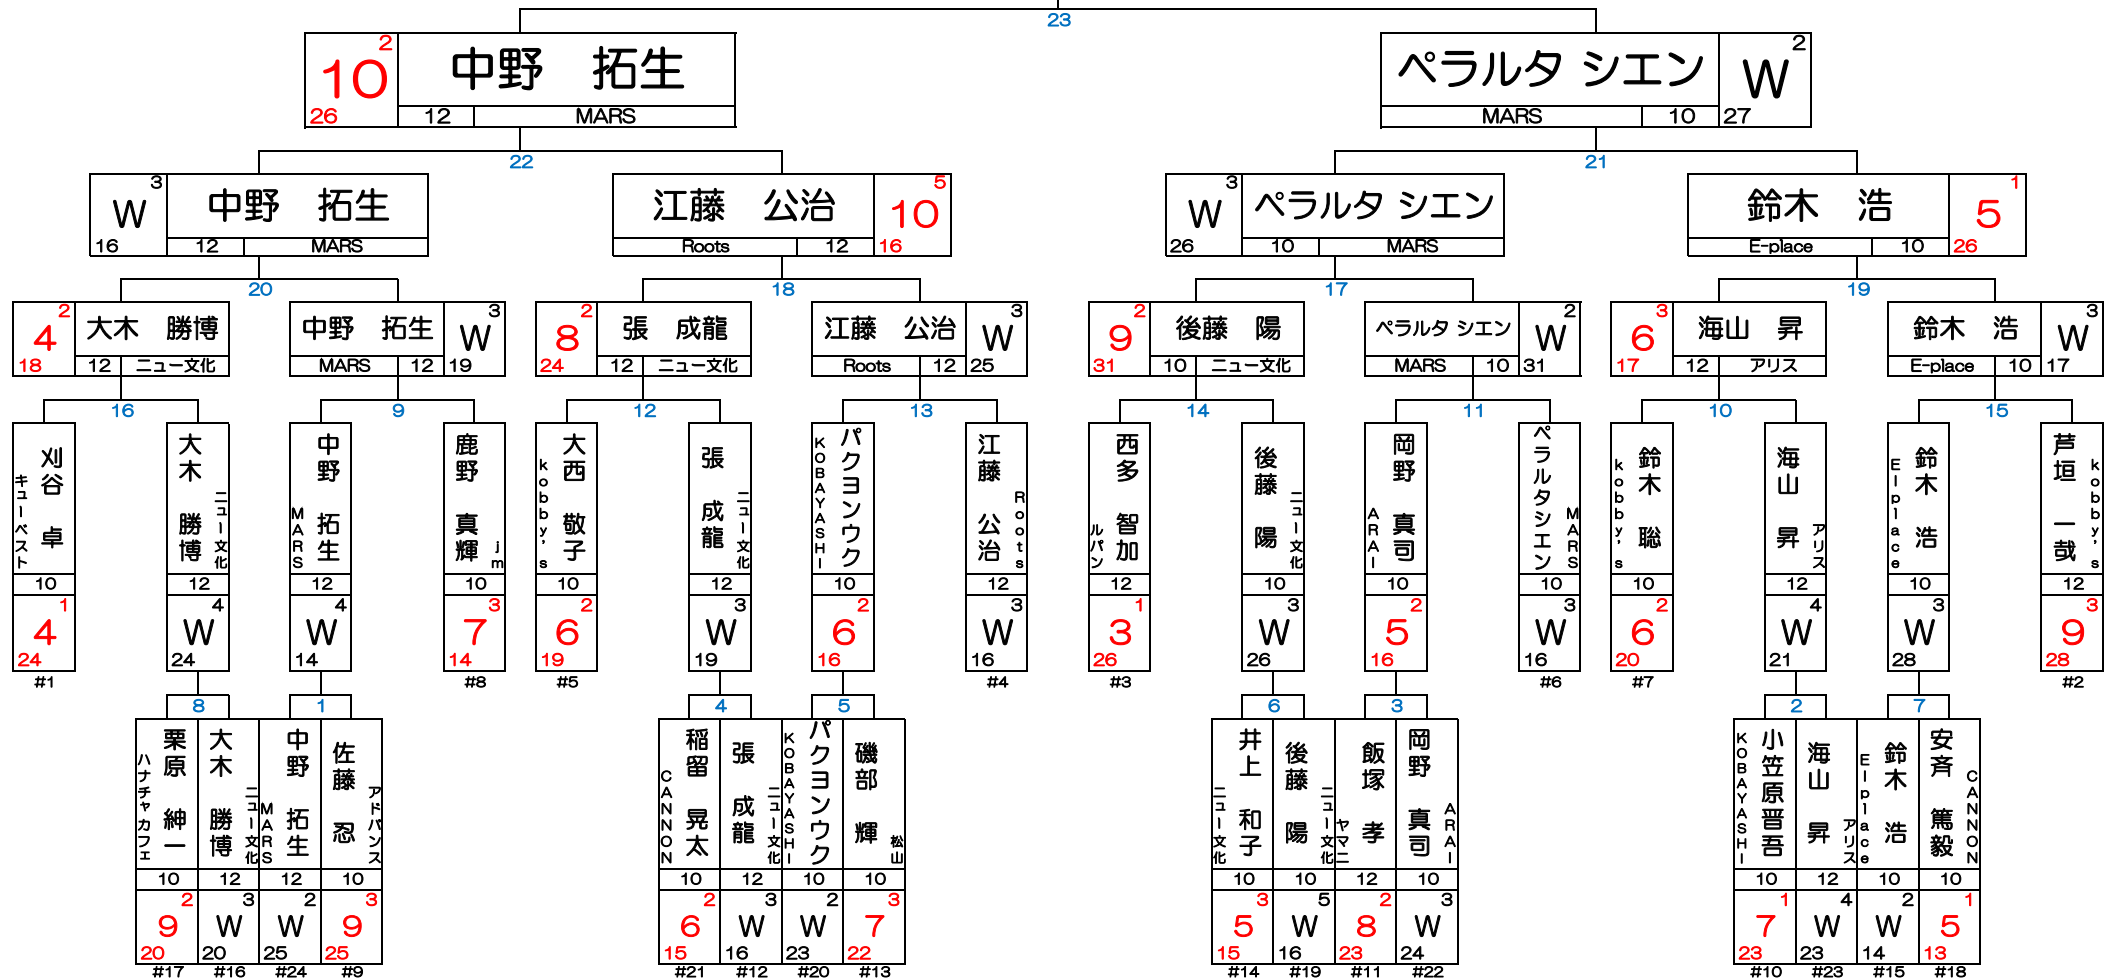 23
2
10
26
中野 拓生
12
MARS
ペラルタ シエン
MARS
10
2
W
27
22
21
3
W
16
中野 拓生
12
MARS
江藤 公治
Roots
12
5
10
16
3
W
26
ペラルタ シエン
10
MARS
鈴木 浩
E-place
10
1
5
26
20
18
17
19
2
4
18
大木 勝博
12
ニュー文化
中野 拓生
MARS
12
3
W
19
2
8
24
張 成龍
12
ニュー文化
江藤 公治
Roots
12
3
W
25
2
9
31
後藤 陽
10
ニュー文化
ペラルタ シエン
MARS
10
2
W
31
3
6
17
海山 昇
12
アリス
鈴木 浩
E-place
10
3
W
17
16
9
12
13
14
11
10
15
刈谷 卓
キューベスト
10
1
4
24
#1
大木 勝博
ニュー文化
12
4
W
24
中野 拓生
MARS
12
4
W
14
鹿野 真輝
jm
10
3
7
14
#8
大西 敬子
kobby's
10
2
6
19
#5
張 成龍
ニュー文化
12
3
W
19
パクヨンウク
KOBAYASHI
10
2
6
16
江藤 公治
Roots
12
3
W
16
#4
西多 智加
ルパン
12
1
3
26
#3
後藤 陽
ニュー文化
10
3
W
26
岡野 真司
ARAI
10
2
5
16
ペラルタシエン
MARS
10
3
W
16
#6
鈴木 聡
kobby's
10
2
6
20
#7
海山 昇
アリス
12
4
W
21
鈴木 浩
E-place
10
3
W
28
芦垣 一哉
kobby's
12
3
9
28
#2
8
1
4
5
6
3
2
7
栗原 紳一
ハナチャカフェ
10
2
9
20
#17
大木 勝博
ニュー文化
12
3
W
20
#16
中野 拓生
MARS
12
2
W
25
#24
佐藤 忍
アドバンス
10
3
9
25
#9
稲留 晃太
CANNON
10
2
6
15
#21
張 成龍
ニュー文化
12
3
W
16
#12
パクヨンウク
KOBAYASHI
10
2
W
23
#20
磯部 輝
松山
10
3
7
22
#13
井上 和子
ニュー文化
10
3
5
15
#14
後藤 陽
ニュー文化
10
5
W
16
#19
飯塚 孝
ヤマニ
12
2
8
23
#11
岡野 真司
ARAI
10
3
W
24
#22
小笠原晋吾
KOBAYASHI
10
1
7
23
#10
海山 昇
アリス
12
4
W
23
#23
鈴木 浩
E-place
10
2
W
14
#15
安斉 篤毅
CANNON
10
1
5
13
#18